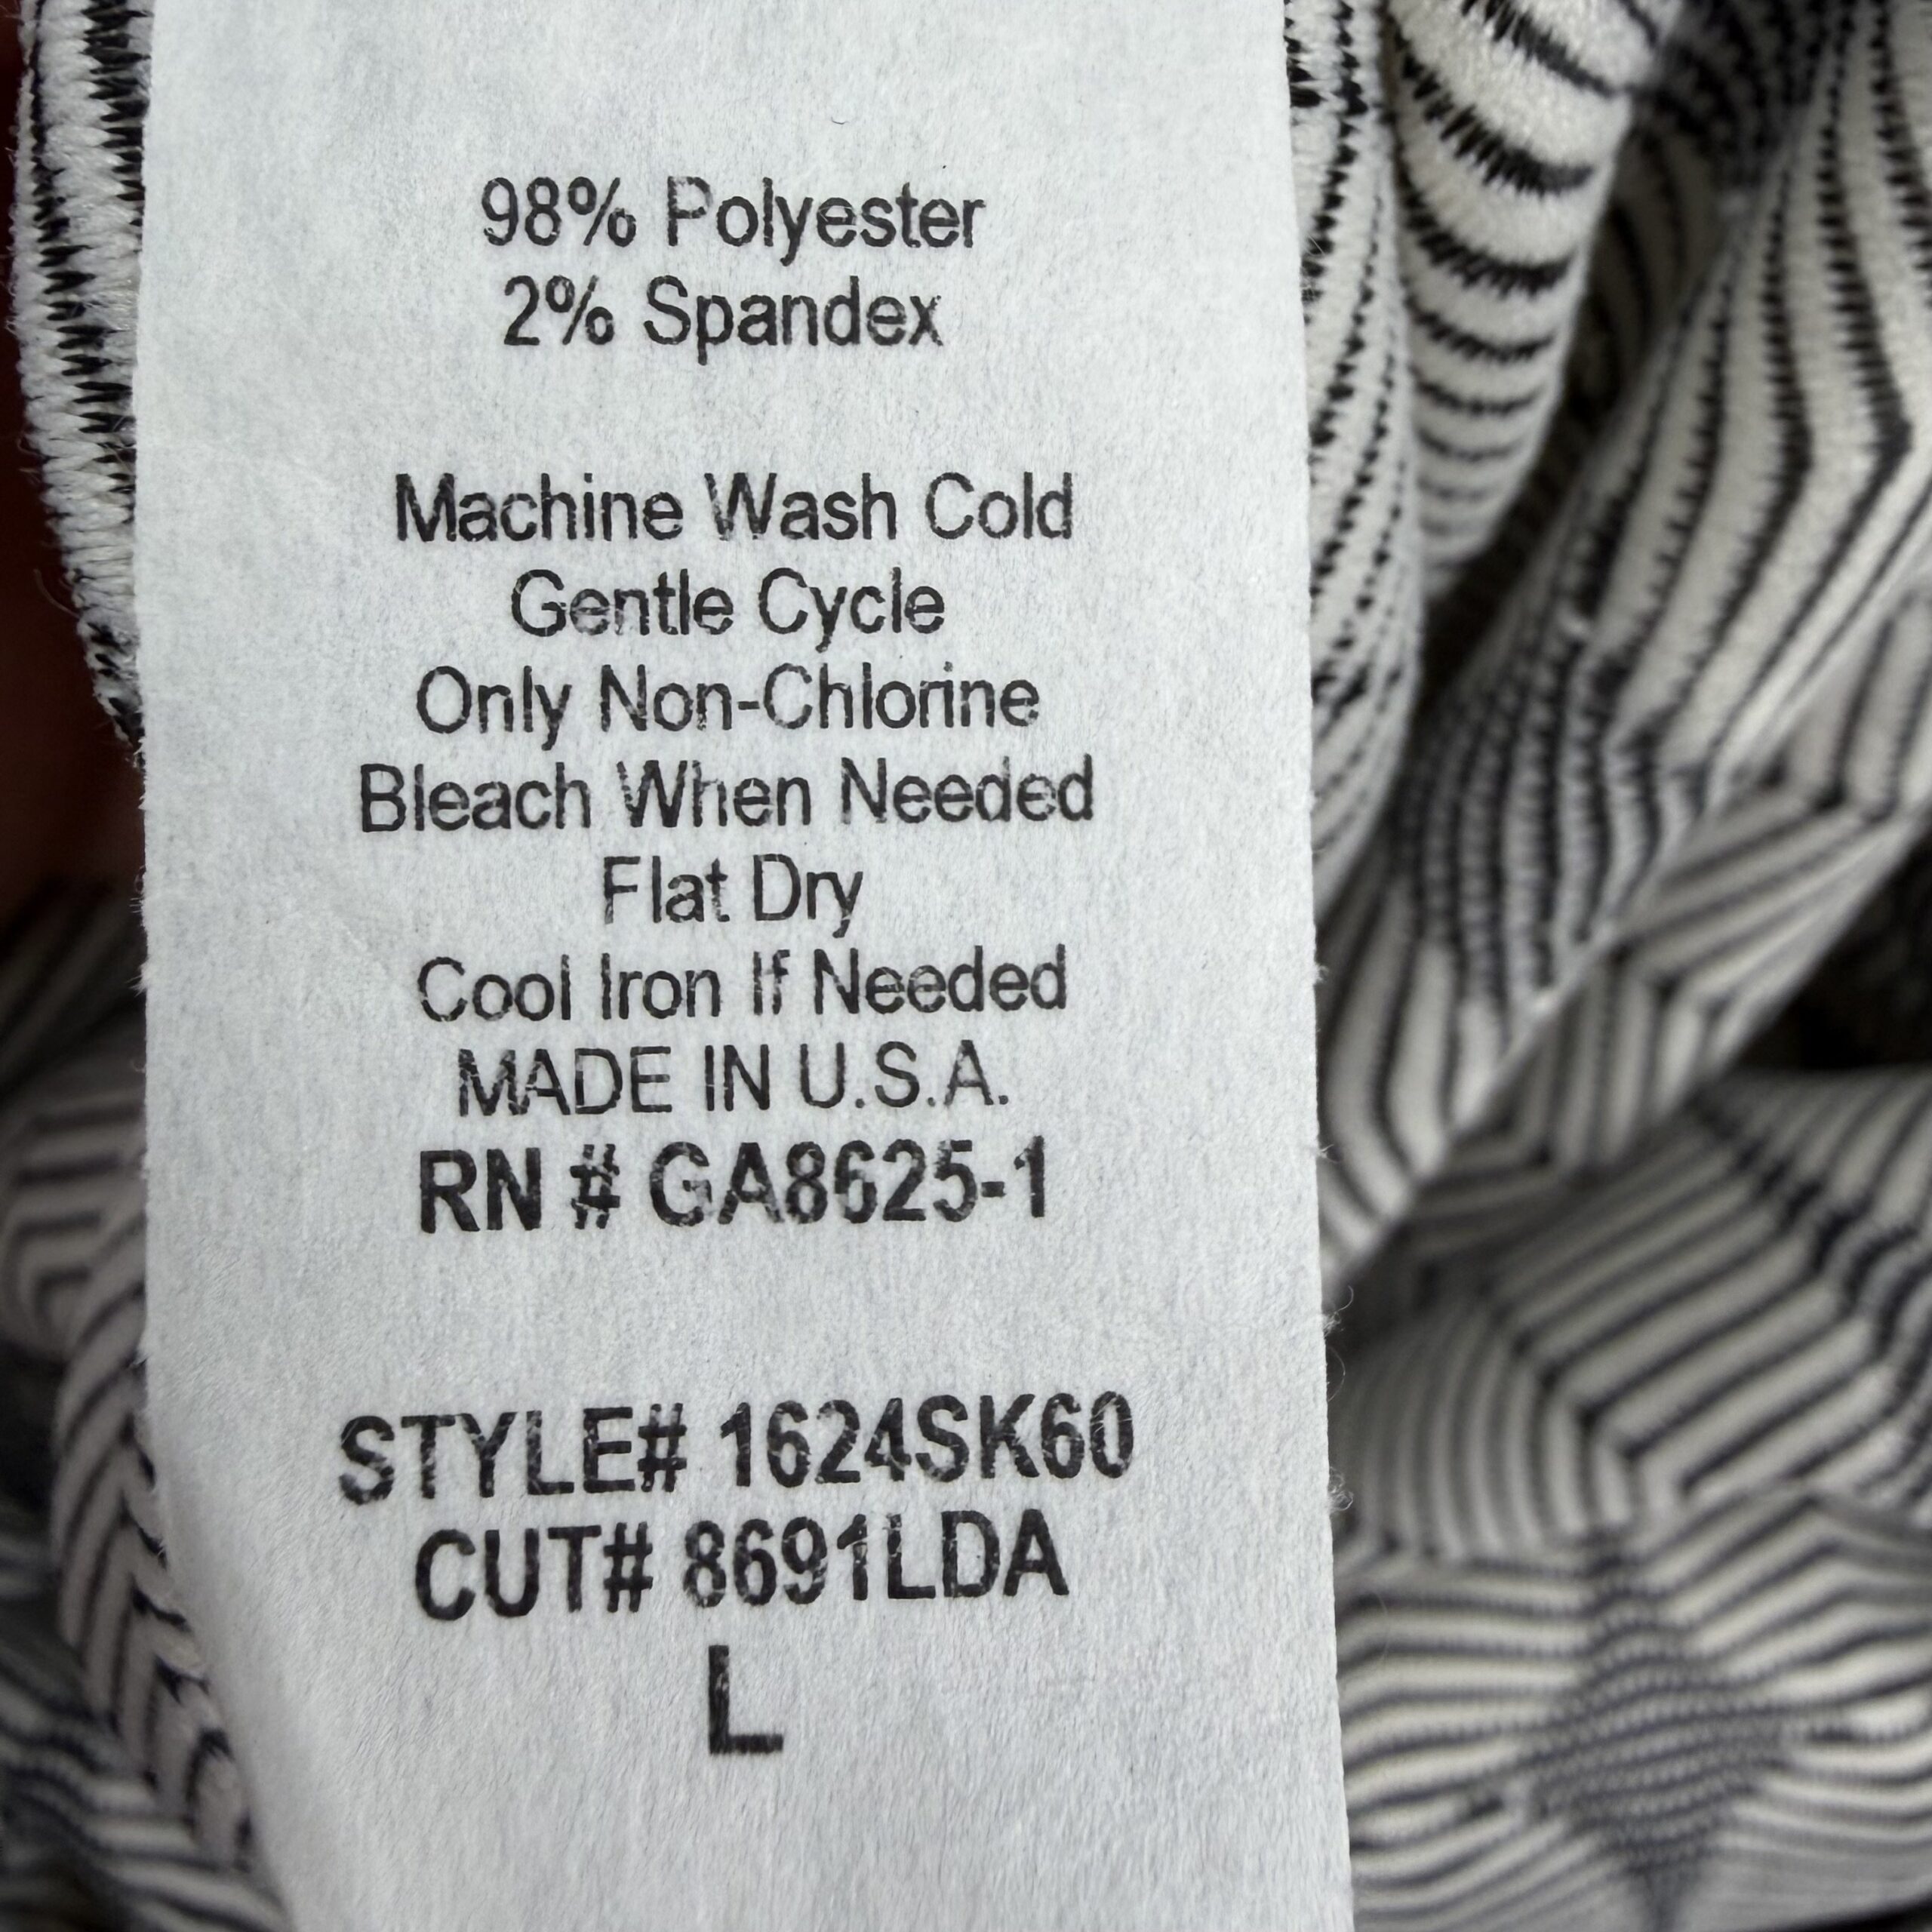 98% Polyester
2% Spandex
Machine Wash Cold
Gentle Cycle
Only Non-Chlorine
Bleach When Needed
Flat Dry
Cool Iron If Needed
MADE IN U.S.A.
RN # GA8625-1
STYLE# 1624SK60
CUT# 8691LDA
L